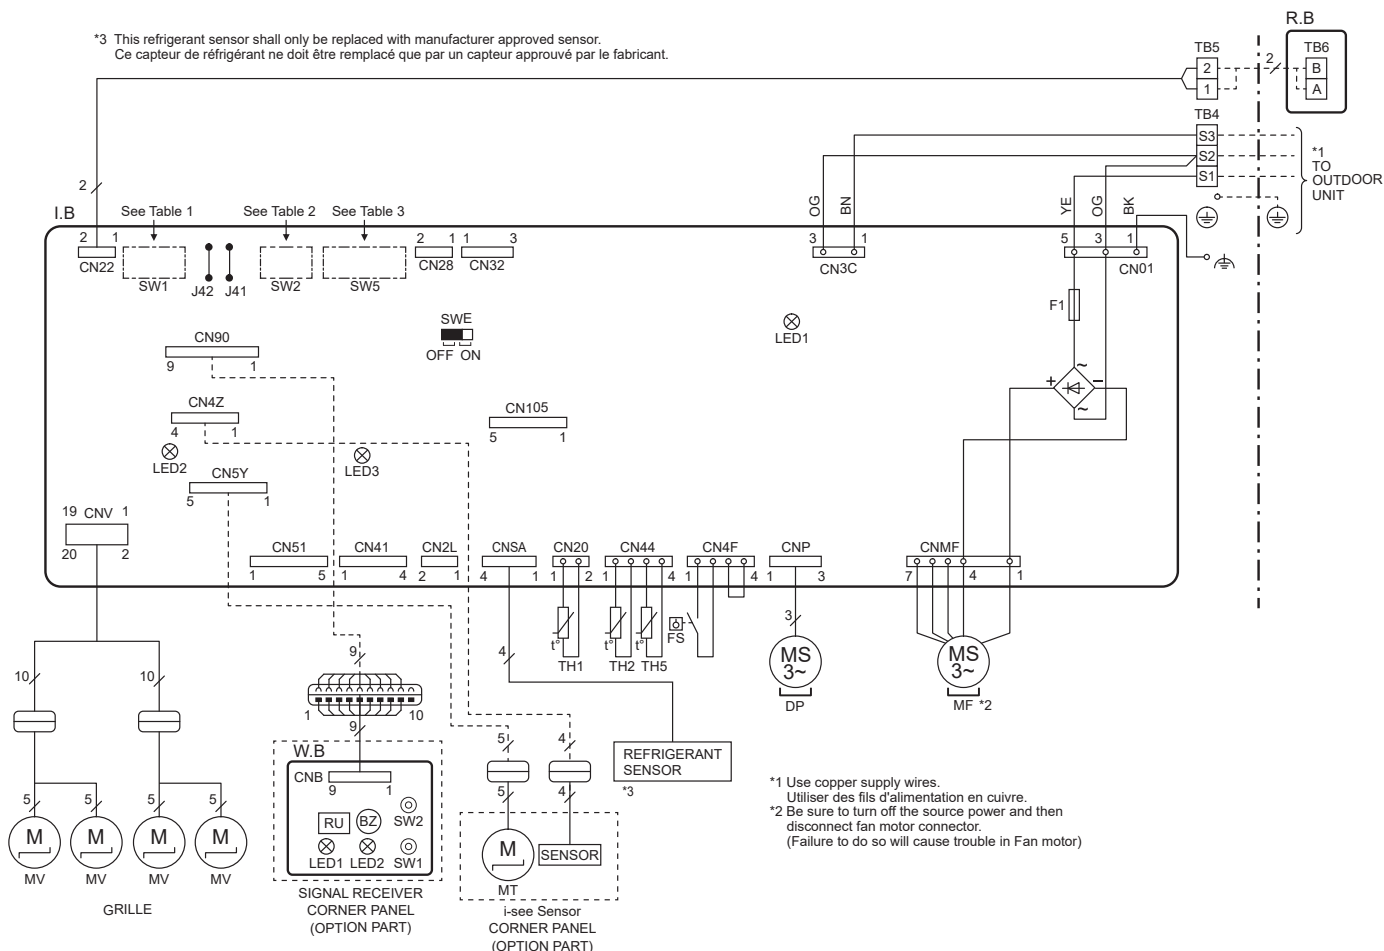 *3 This refrigerant sensor shall only be replaced with manufacturer approved sensor.
Ce capteur de réfrigérant ne doit être remplacé que par un capteur approuvé par le fabricant.
R.B
TB5
TB6
2
2
B
1
A
TB4
S3
S2
S1
*1
TO
OUTDOOR
UNIT
2
I.B
See Table 1
See Table 2
See Table 3
OG
BN
YE
OG
BK
2 1
CN22
SW1
J42
J41
SW2
SW5
2 1
CN28
1 3
CN32
3 1
CN3C
5 3 1
CN01
F1
SWE
OFF ON
LED1
CN90
9 1
~
+
−
~
CN4Z
4 1
CN105
5 1
LED2
LED3
CN5Y
5 1
19 CNV 1
20 2
CN51
1 5
CN41
1 4
CN2L
2 1
CNSA
4 1
CN20
1 2
CN44
1 4
CN4F
1 4
CNP
1 3
CNMF
7 4 1
t°
TH1
t°
TH2
t°
TH5
FS
3
MS
3~
DP
MS
3~
MF *2
9
4
10
10
1 10
9
W.B
CNB
9 1
RU
BZ
SW2
LED1
LED2
SW1
SIGNAL RECEIVER
CORNER PANEL
(OPTION PART)
5
4
5
4
M
MT
SENSOR
i-see Sensor
CORNER PANEL
(OPTION PART)
REFRIGERANT
SENSOR
*3
*1 Use copper supply wires.
Utiliser des fils d'alimentation en cuivre.
*2 Be sure to turn off the source power and then
disconnect fan motor connector.
(Failure to do so will cause trouble in Fan motor)
5
5
5
5
M
M
M
M
MV
MV
MV
MV
GRILLE